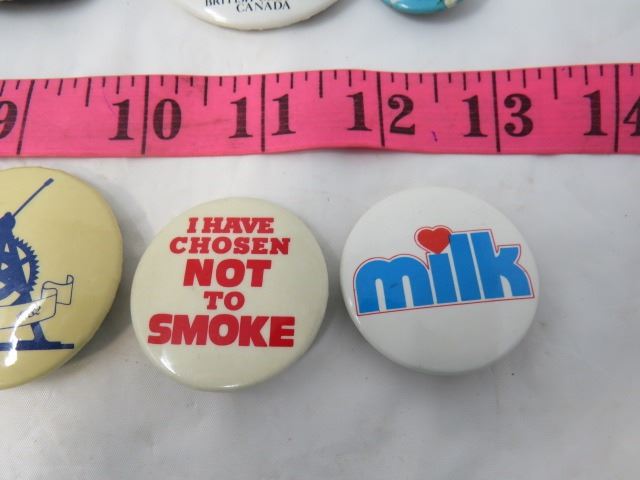 CANADA
9 10 11 12 13 14
I HAVE
CHOSEN
NOT
TO
SMOKE
milk